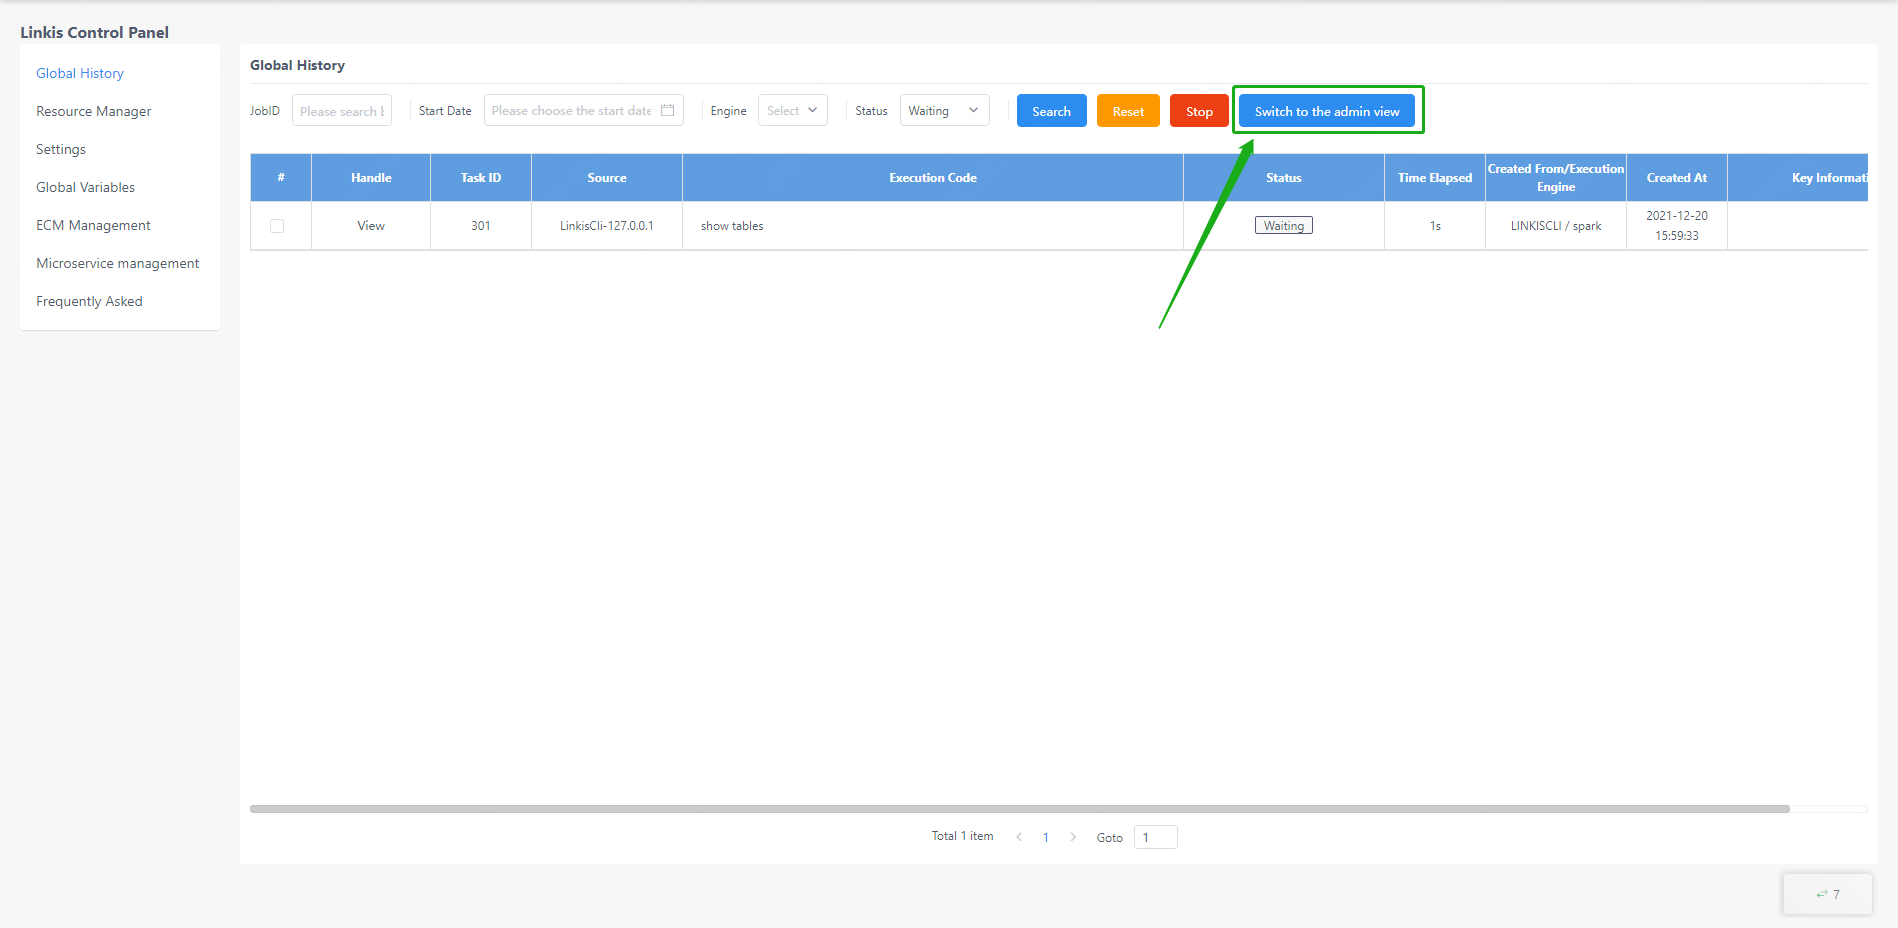 Linkis Control Panel
Global History
Resource Manager
Settings
Global Variables
ECM Management
Microservice management
Frequently Asked
Global History
JobID Please search Start Date Please choose the start date Engine Select Status Waiting Search Reset Stop Switch to the admin view
# Handle Task ID Source Execution Code Status Time Elapsed Created From/Execution Engine Created At Key Informati
View 301 LinkisCli-127.0.0.1 show tables Waiting 1s LINKISCLI / spark 2021-12-20 15:59:33
Total 1 item 1 Goto 1
7